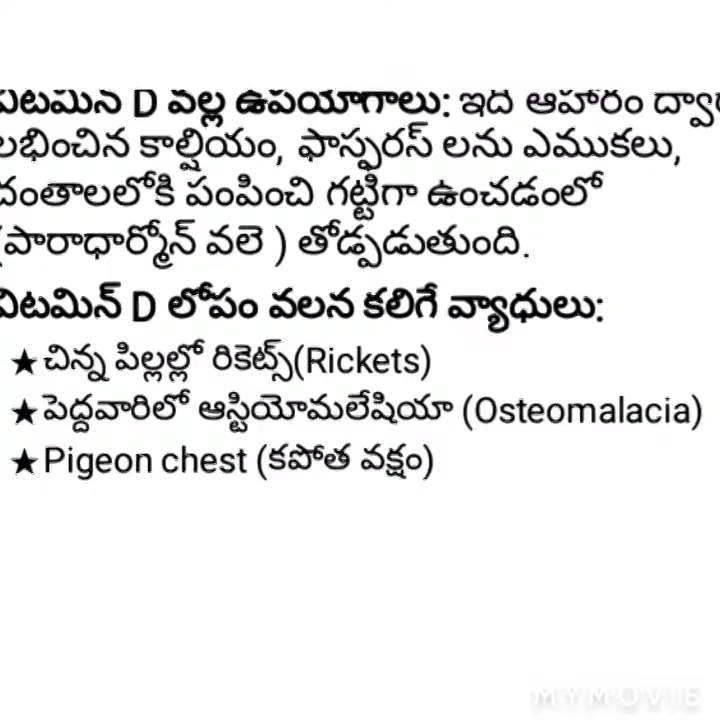 విటమిన D వల్ల ఉపయోగాలు: ఇది ఆహారం ద్వారా
లభించిన కాల్షియం, ఫాస్ఫరస్ లను ఎముకలు,
దంతాలలోకి పంపించి గట్టిగా ఉంచడంలో
(పారాధార్మోన్ వలె ) తోడ్పడుతుంది.
విటమిన్ D లోపం వలన కలిగే వ్యాధులు:
★చిన్న పిల్లల్లో రికెట్స్(Rickets)
★పెద్దవారిలో ఆస్టియోమలేషియా (Osteomalacia)
★Pigeon chest (కపోత వక్షం)
MYMOVIE